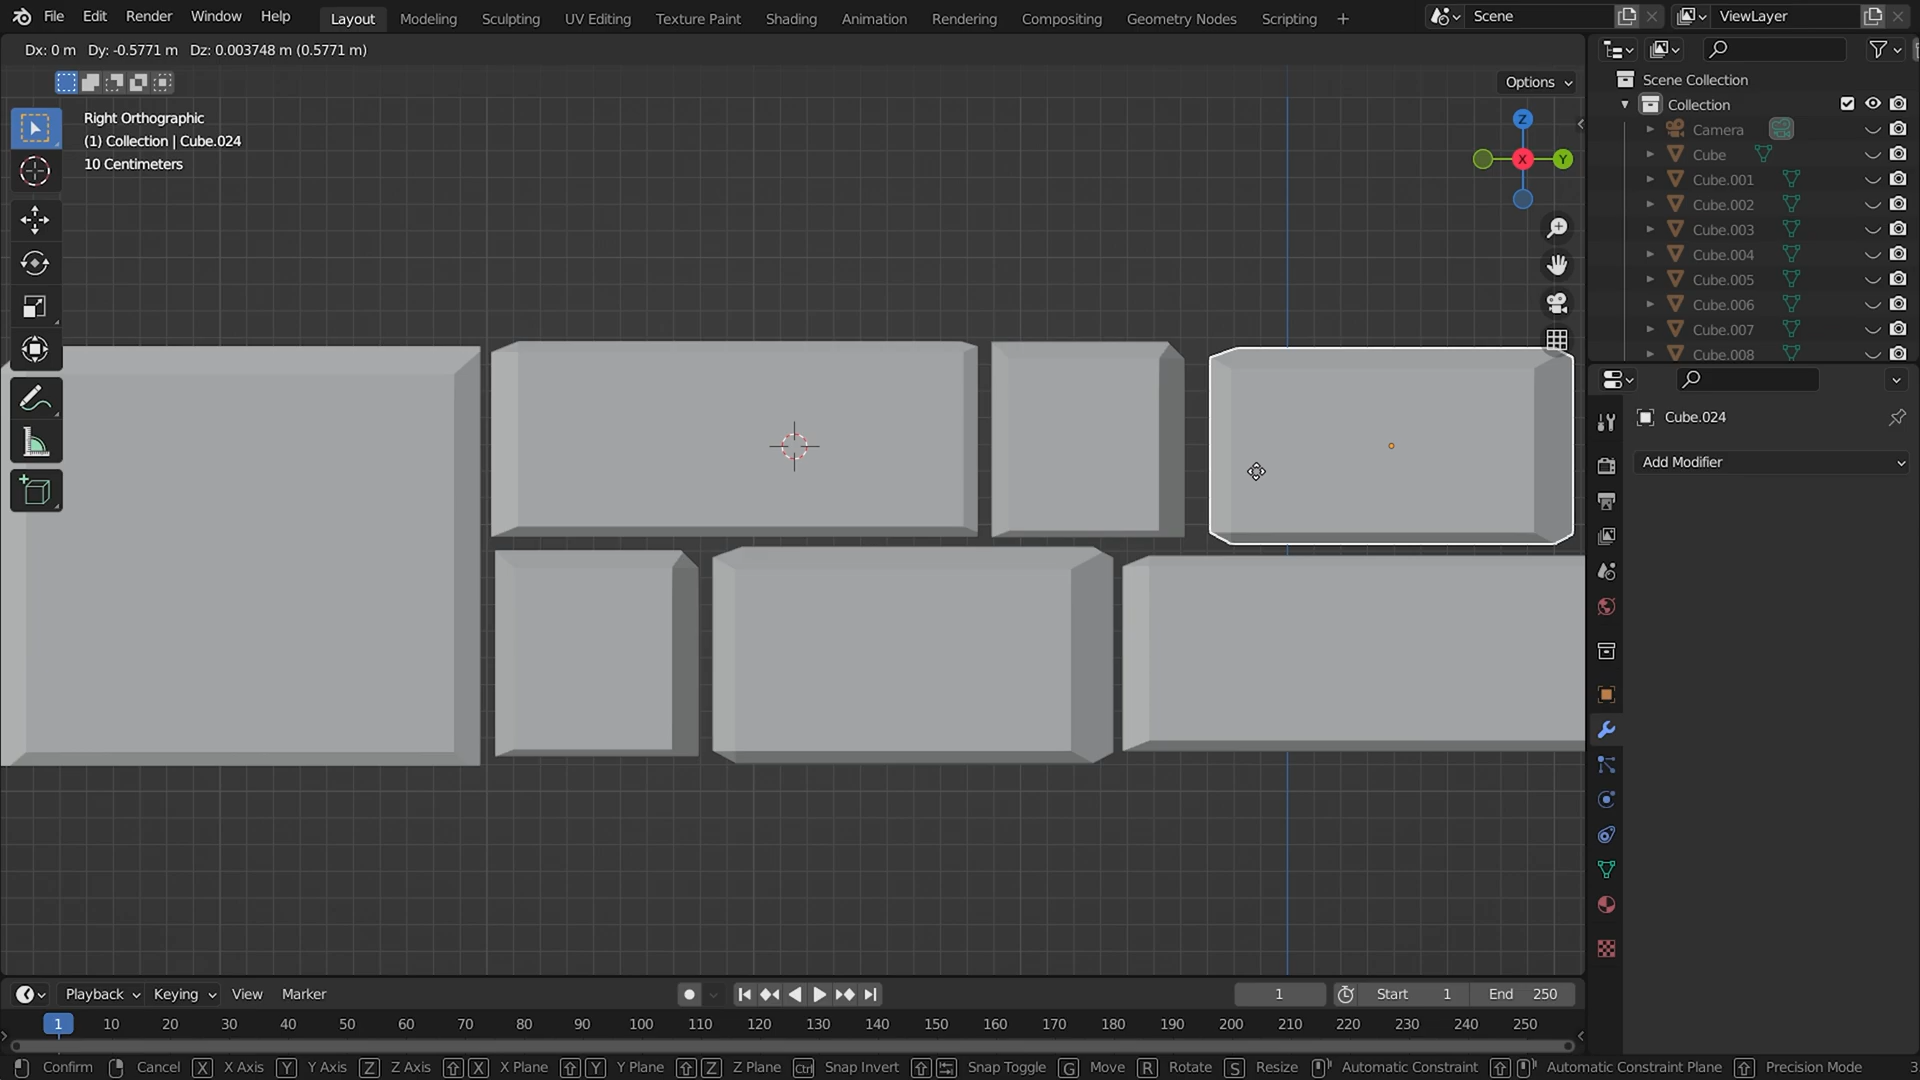 File Edit Render Window Help Layout Modeling Sculpting UV Editing Texture Paint Shading Animation Rendering Compositing Geometry Nodes Scripting + Scene ViewLayer
Dx: 0 m Dy: -0.5771 m Dz: 0.003748 m (0.5771 m)
Options
Right Orthographic
(1) Collection | Cube.024
10 Centimeters
Z
X
Y
Scene Collection
Collection
Camera
Cube
Cube.001
Cube.002
Cube.003
Cube.004
Cube.005
Cube.006
Cube.007
Cube.008
Cube.024
Add Modifier
Playback Keying View Marker 1 Start 1 End 250
1 10 20 30 40 50 60 70 80 90 100 110 120 130 140 150 160 170 180 190 200 210 220 230 240 250
Confirm Cancel X X Axis Y Y Axis Z Z Axis X X Plane Y Y Plane Z Z Plane Ctrl Snap Invert Snap Toggle G Move R Rotate S Resize Automatic Constraint Automatic Constraint Plane Precision Mode 3